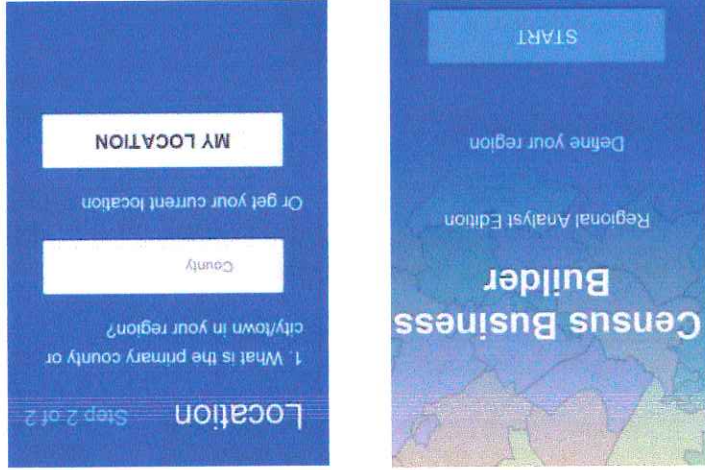 Census Business
Builder
Regional Analyst Edition
Define your region
START
Location Step 2 of 2
1. What is the primary county or
city/town in your region?
County
Or get your current location
MY LOCATION